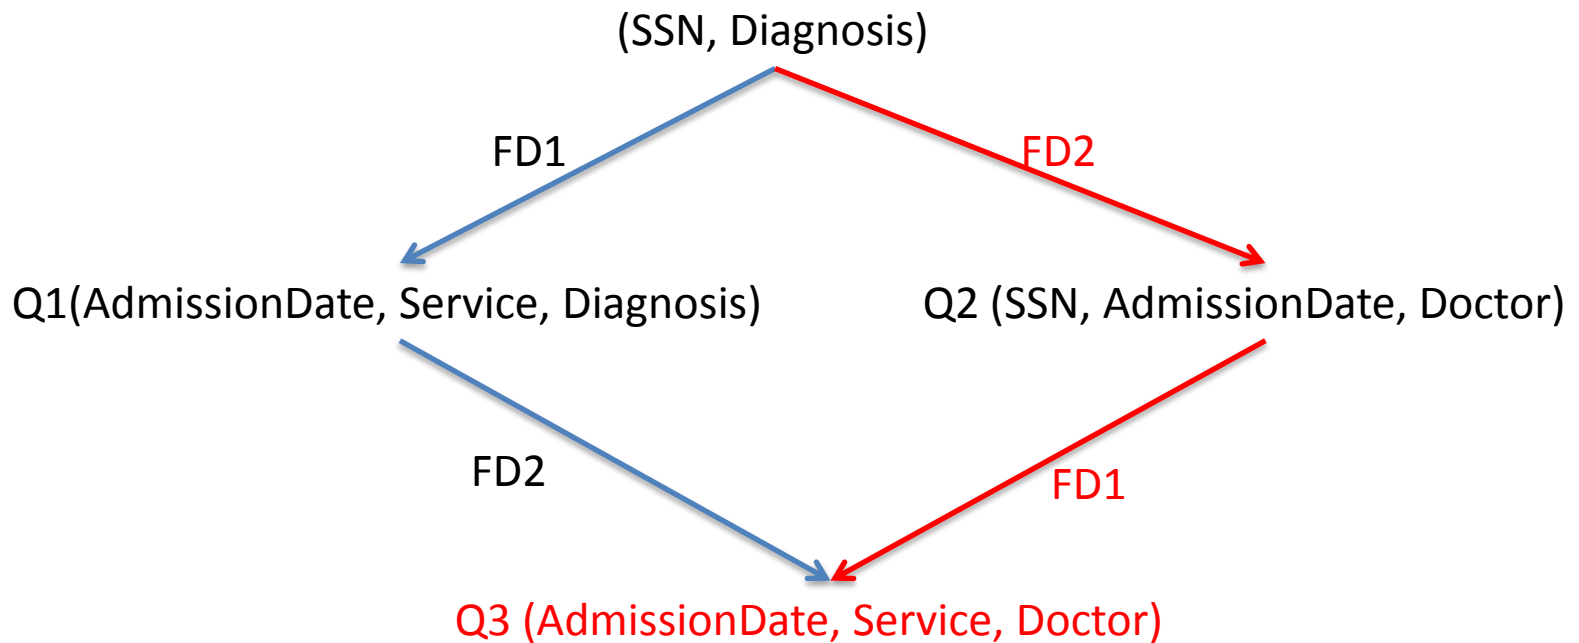 (SSN, Diagnosis)
FD1
FD2
Q1(AdmissionDate, Service, Diagnosis)
Q2 (SSN, AdmissionDate, Doctor)
FD2
FD1
Q3 (AdmissionDate, Service, Doctor)